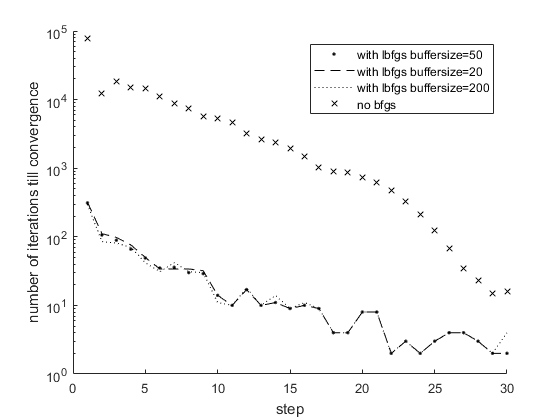 number of iterations till convergence
10^5
10^4
10^3
10^2
10^1
10^0
with lbfgs buffersize=50
with lbfgs buffersize=20
with lbfgs buffersize=200
no bfgs
0 5 10 15 20 25 30
step